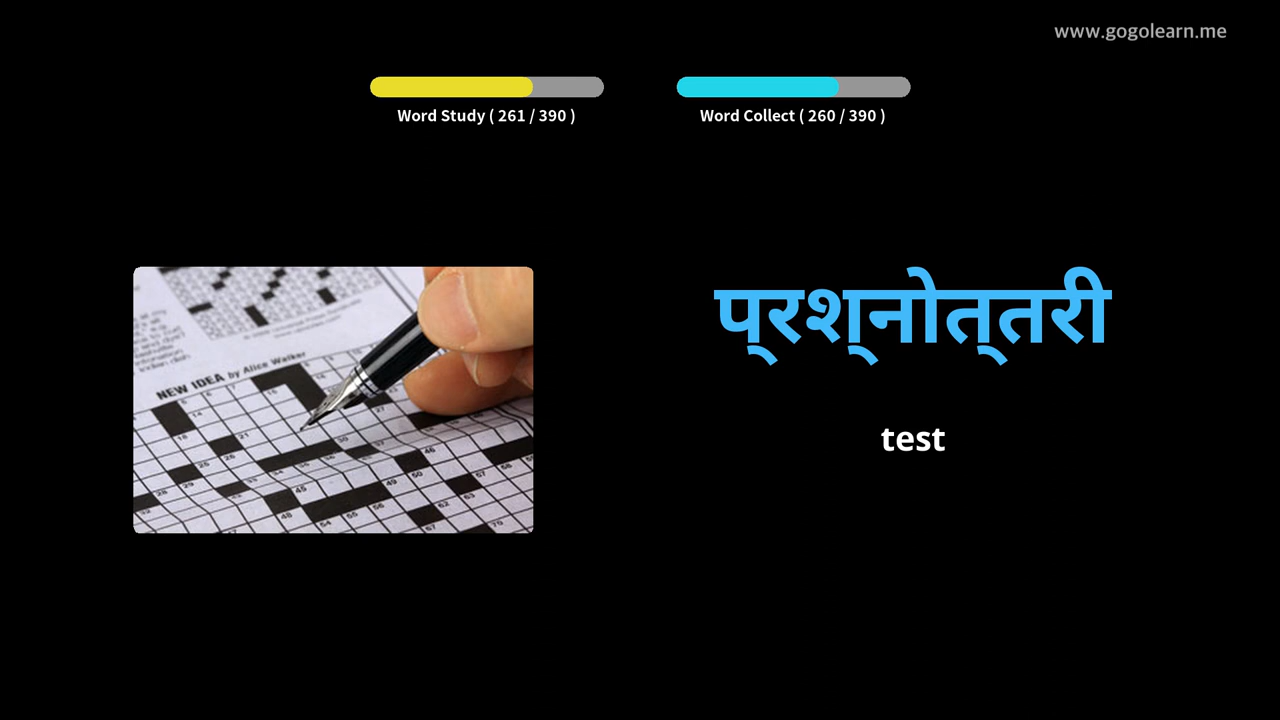 www.gogolearn.me
Word Study ( 261 / 390 )
Word Collect ( 260 / 390 )
प्रश्नोत्तरी
test
NEW IDEA by Alice Walker